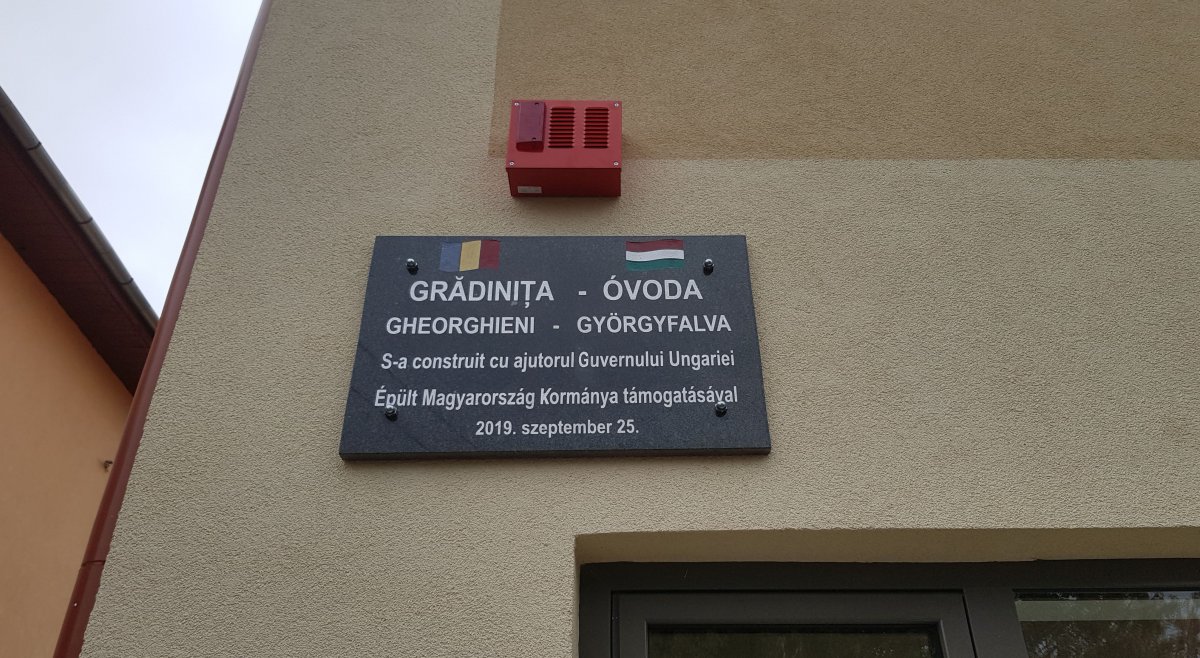 GRĂDINIȚA - ÓVODA
GHEORGHIENI - GYÖRGYFALVA
S-a construit cu ajutorul Guvernului Ungariei
Épült Magyarország Kormánya támogatásával
2019. szeptember 25.